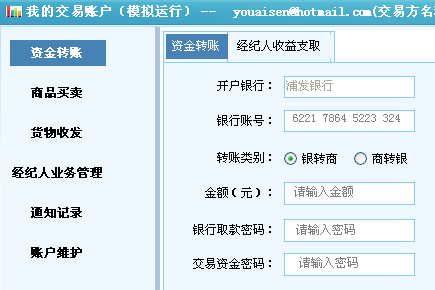 我的交易账户（模拟运行）-- youaisen@hotmail.com(交易方名
资金转账
商品买卖
货物收发
经纪人业务管理
通知记录
账户维护
资金转账 经纪人收益支取
开户银行： 浦发银行
银行账号： 6221 7864 5223 324
转账类别： 银转商 商转银
金额（元）： 请输入金额
银行取款密码： 请输入密码
交易资金密码： 请输入密码